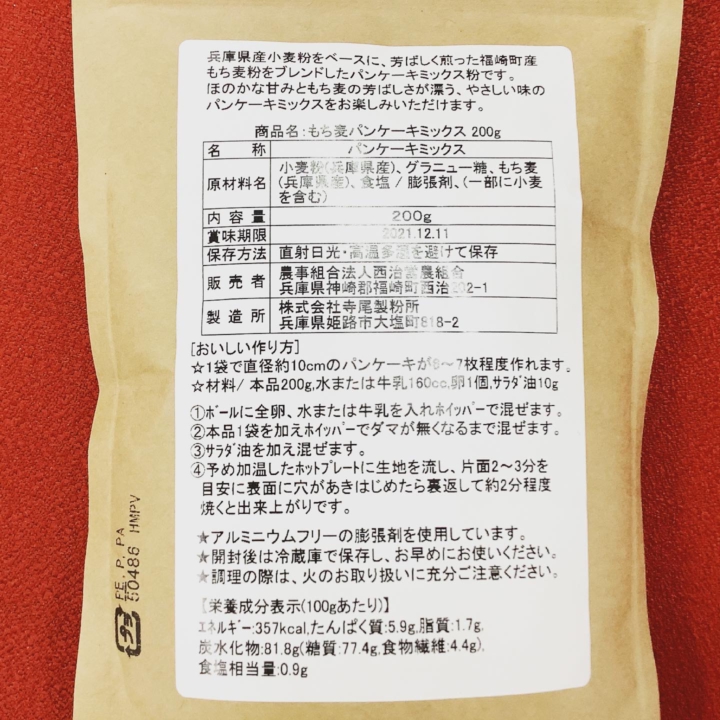 兵庫県産小麦粉をベースに、芳ばしく煎った福崎町産
もち麦粉をブレンドしたパンケーキミックス粉です。
ほのかな甘みともち麦の芳ばしさが漂う、やさしい味の
パンケーキミックスをお楽しみいただけます。
商品名:もち麦パンケーキミックス 200g
名 称 パンケーキミックス
原材料名 小麦粉(兵庫県産)、グラニュー糖、もち麦
(兵庫県産)、食塩 / 膨張剤、(一部に小麦
を含む)
内容量 200g
賞味期限 2021.12.11
保存方法 直射日光・高温多湿を避けて保存
販売者 農事組合法人西治営農組合
兵庫県神崎郡福崎町西治202-1
製造所 株式会社寺尾製粉所
兵庫県姫路市大塩町818-2
[おいしい作り方]
☆1袋で直径約10cmのパンケーキが6~7枚程度作れます。
☆材料/ 本品200g,水または牛乳160cc,卵1個,サラダ油10g
①ボールに全卵、水または牛乳を入れホイッパーで混ぜます。
②本品1袋を加えホイッパーでダマが無くなるまで混ぜます。
③サラダ油を加え混ぜます。
④予め加温したホットプレートに生地を流し、片面2~3分を
目安に表面に穴があきはじめたら裏返して約2分程度
焼くと出来上がりです。
★アルミニウムフリーの膨張剤を使用しています。
★開封後は冷蔵庫で保存し、お早めにお使いください。
★調理の際は、火のお取り扱いに充分ご注意ください。
【栄養成分表示(100gあたり)】
エネルギー:357kcal,たんぱく質:5.9g,脂質:1.7g,
炭水化物:81.8g(糖質:77.4g,食物繊維:4.4g),
食塩相当量:0.9g
PE, P, PA
50486 HMPV
プラ